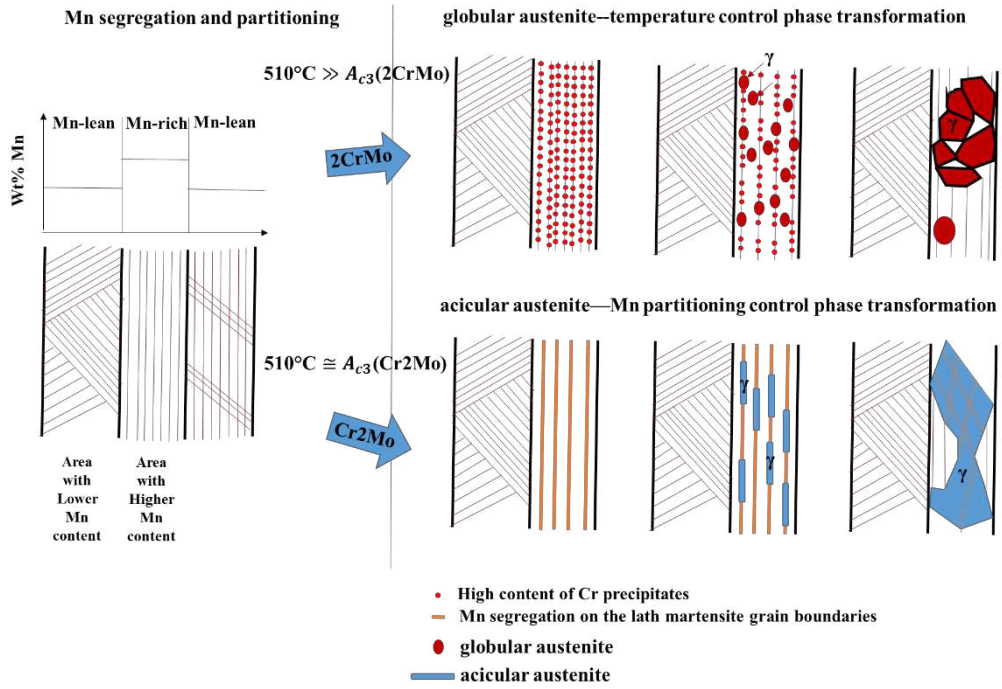 Mn segregation and partitioning
Wt% Mn
Mn-lean
Mn-rich
Mn-lean
Area
with
Lower
Mn
content
Area
with
Higher
Mn
content
globular austenite--temperature control phase transformation
510°C ≫ A_c3(2CrMo)
2CrMo
γ
γ
acicular austenite—Mn partitioning control phase transformation
510°C ≅ A_c3(Cr2Mo)
Cr2Mo
γ
γ
γ
High content of Cr precipitates
Mn segregation on the lath martensite grain boundaries
globular austenite
acicular austenite